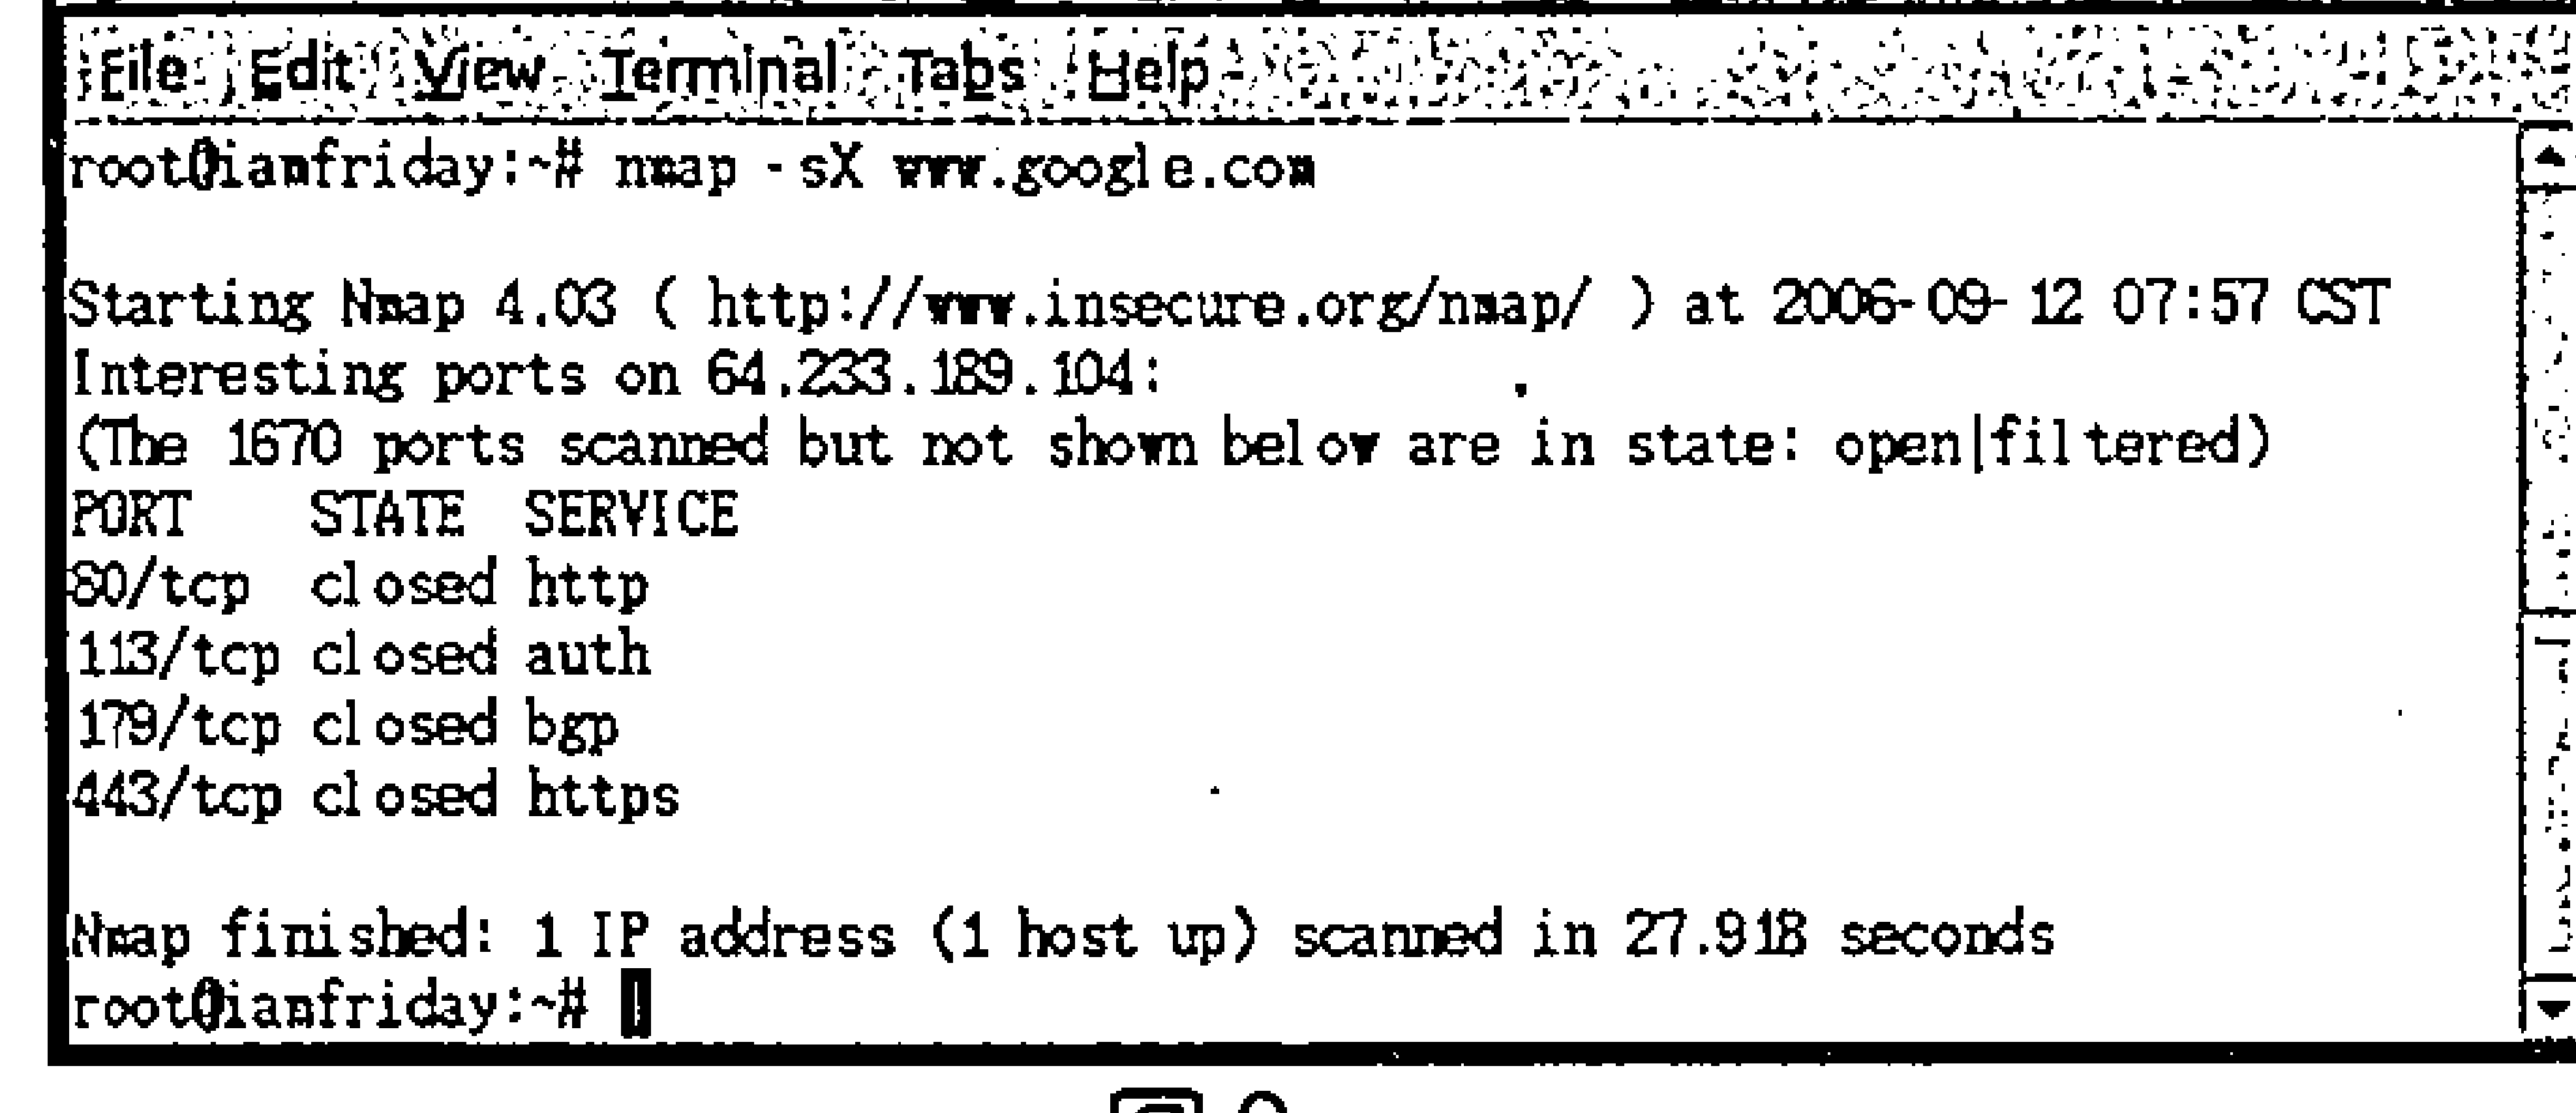 File Edit View Terminal Tabs Help
root@iamfriday:~# nmap -sX www.google.com
Starting Nmap 4.03 ( http://www.insecure.org/nmap/ ) at 2006-09-12 07:57 CST
Interesting ports on 64.233.189.104:
(The 1670 ports scanned but not shown below are in state: open|filtered)
PORT STATE SERVICE
80/tcp closed http
113/tcp closed auth
179/tcp closed bgp
443/tcp closed https
Nmap finished: 1 IP address (1 host up) scanned in 27.918 seconds
root@iamfriday:~#